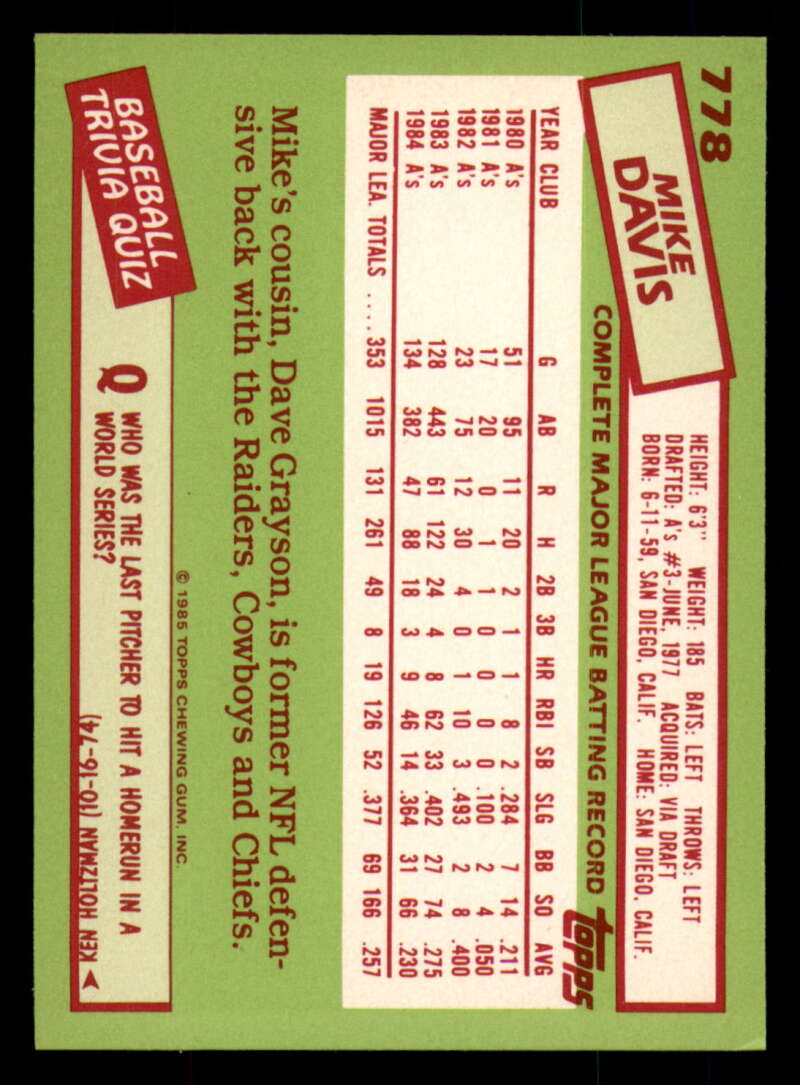 778
MIKE
DAVIS
HEIGHT: 6'3" WEIGHT: 185 BATS: LEFT THROWS: LEFT
DRAFTED: A's #3-JUNE, 1977 ACQUIRED: VIA DRAFT
BORN: 6-11-59, SAN DIEGO, CALIF. HOME: SAN DIEGO, CALIF.
COMPLETE MAJOR LEAGUE BATTING RECORD
topps
YEAR CLUB G AB R H 2B 3B HR RBI SB SLG BB SO AVG
1980 A's 51 95 11 20 2 1 1 8 2 .284 7 14 .211
1981 A's 17 20 0 1 1 0 0 0 0 .100 2 4 .050
1982 A's 23 75 12 30 4 0 1 10 3 .493 2 8 .400
1983 A's 128 443 61 122 24 4 8 62 33 .402 27 74 .275
1984 A's 134 382 47 88 18 3 9 46 14 .364 31 66 .230
MAJOR LEA. TOTALS .... 353 1015 131 261 49 8 19 126 52 .377 69 166 .257
Mike's cousin, Dave Grayson, is former NFL defen-
sive back with the Raiders, Cowboys and Chiefs.
© 1985 TOPPS CHEWING GUM, INC.
BASEBALL
TRIVIA QUIZ
Q WHO WAS THE LAST PITCHER TO HIT A HOMERUN IN A
WORLD SERIES?
KEN HOLTZMAN (10-16-74)